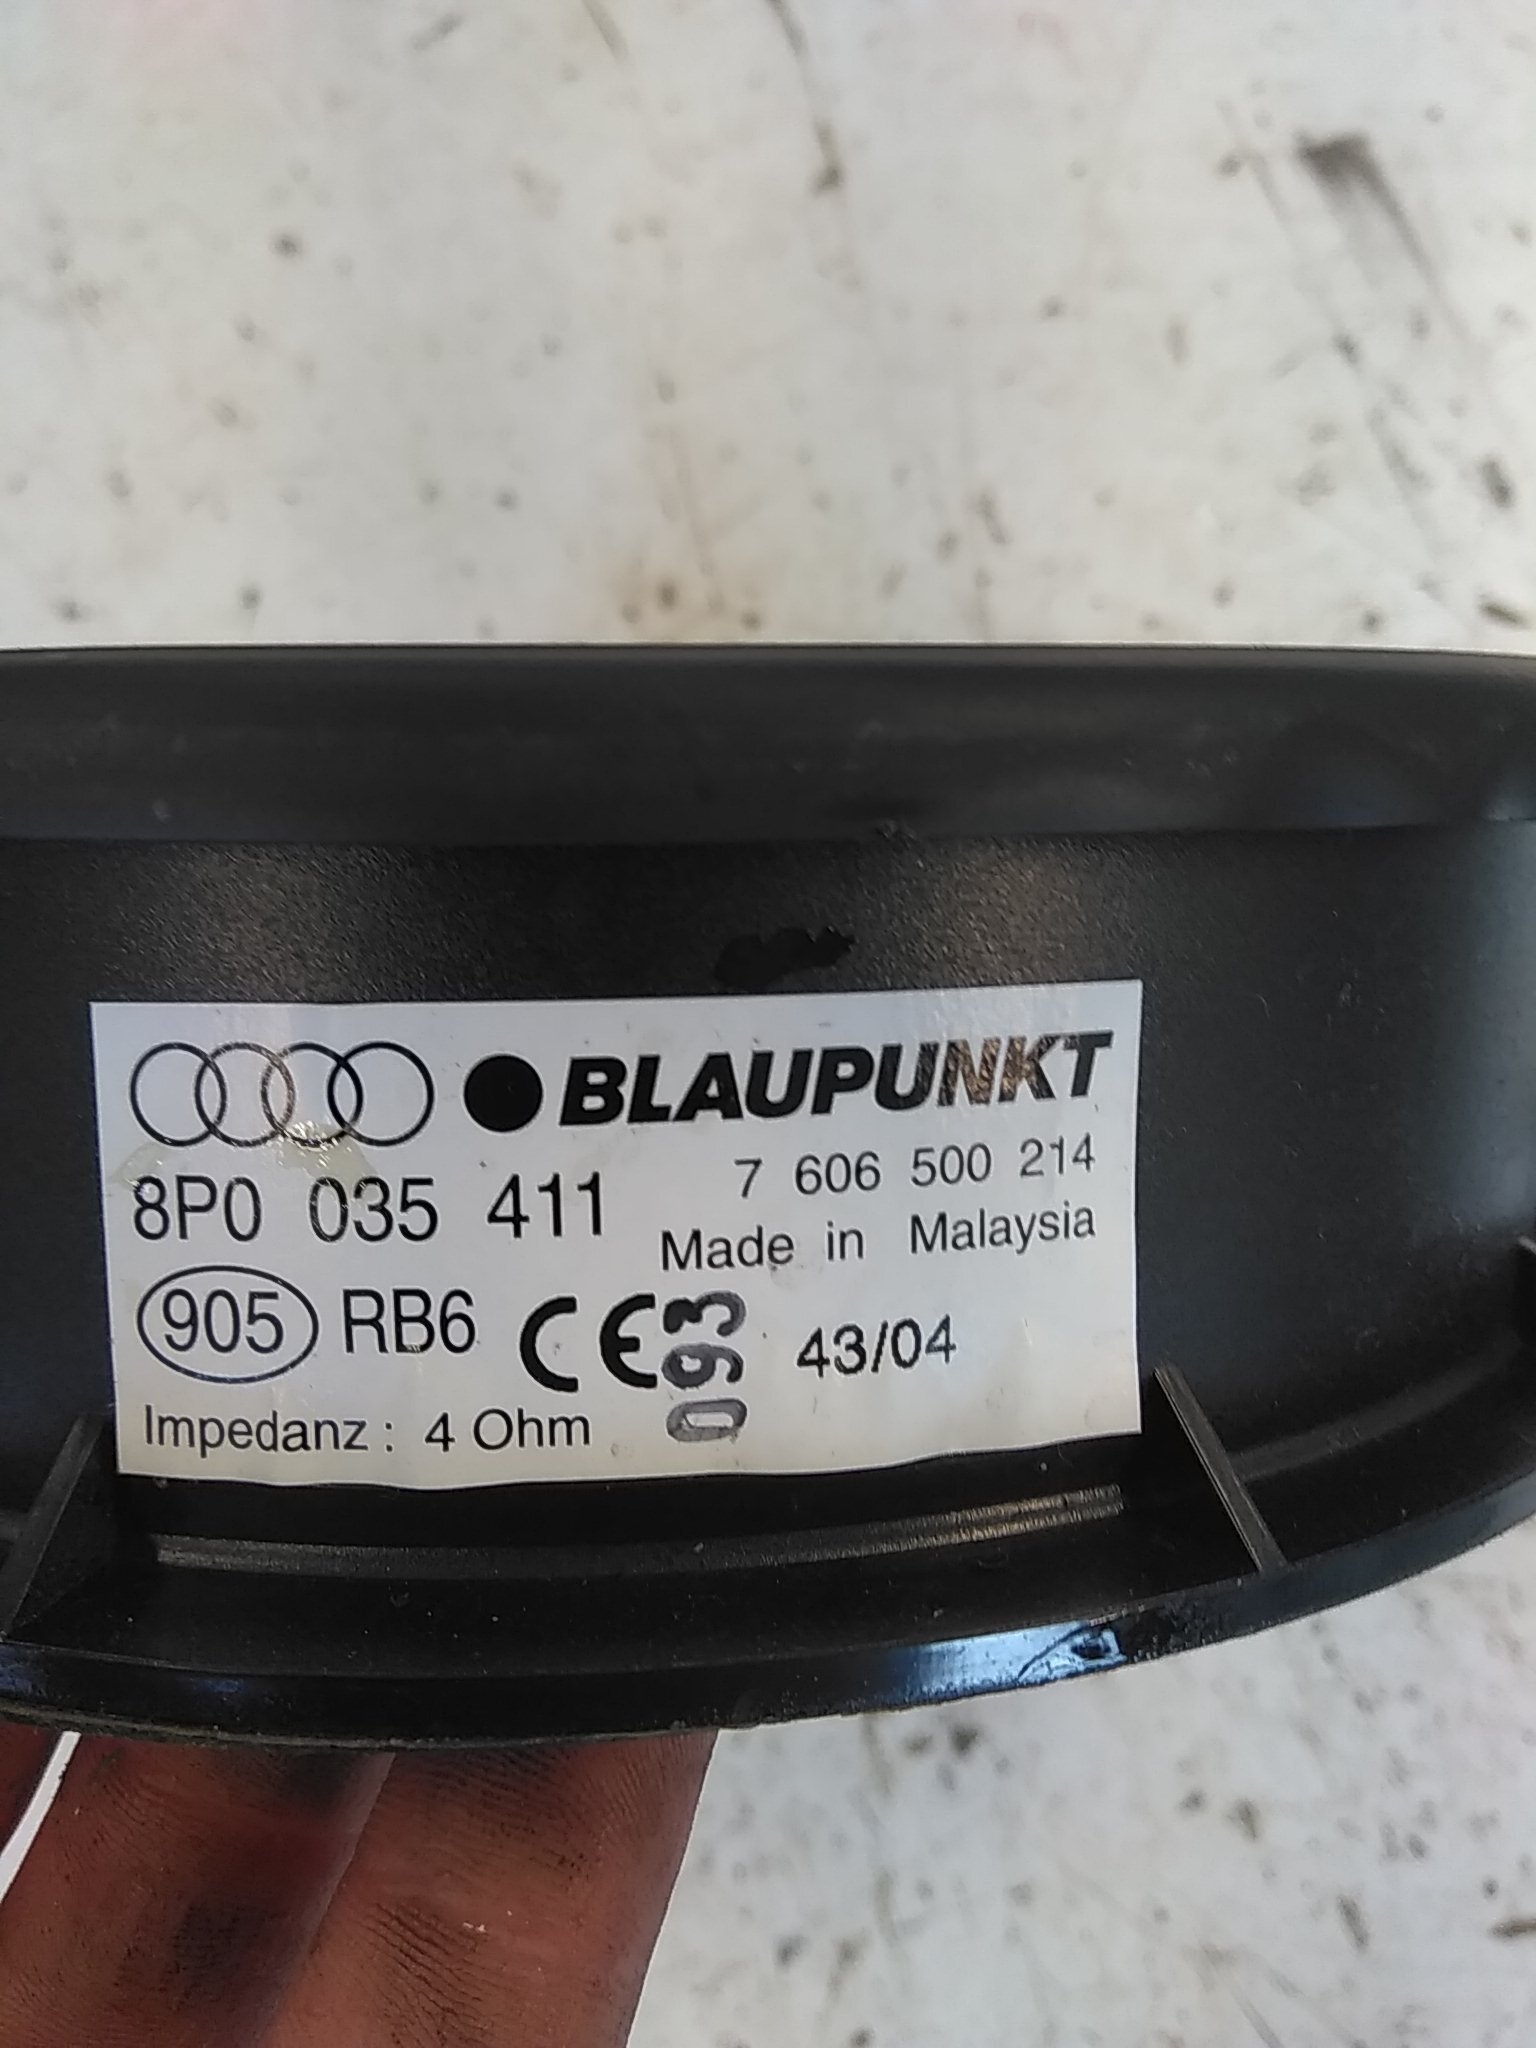 BLAUPUNKT
8P0 035 411
7 606 500 214
Made in Malaysia
905 RB6 CE 093 43/04
Impedanz: 4 Ohm